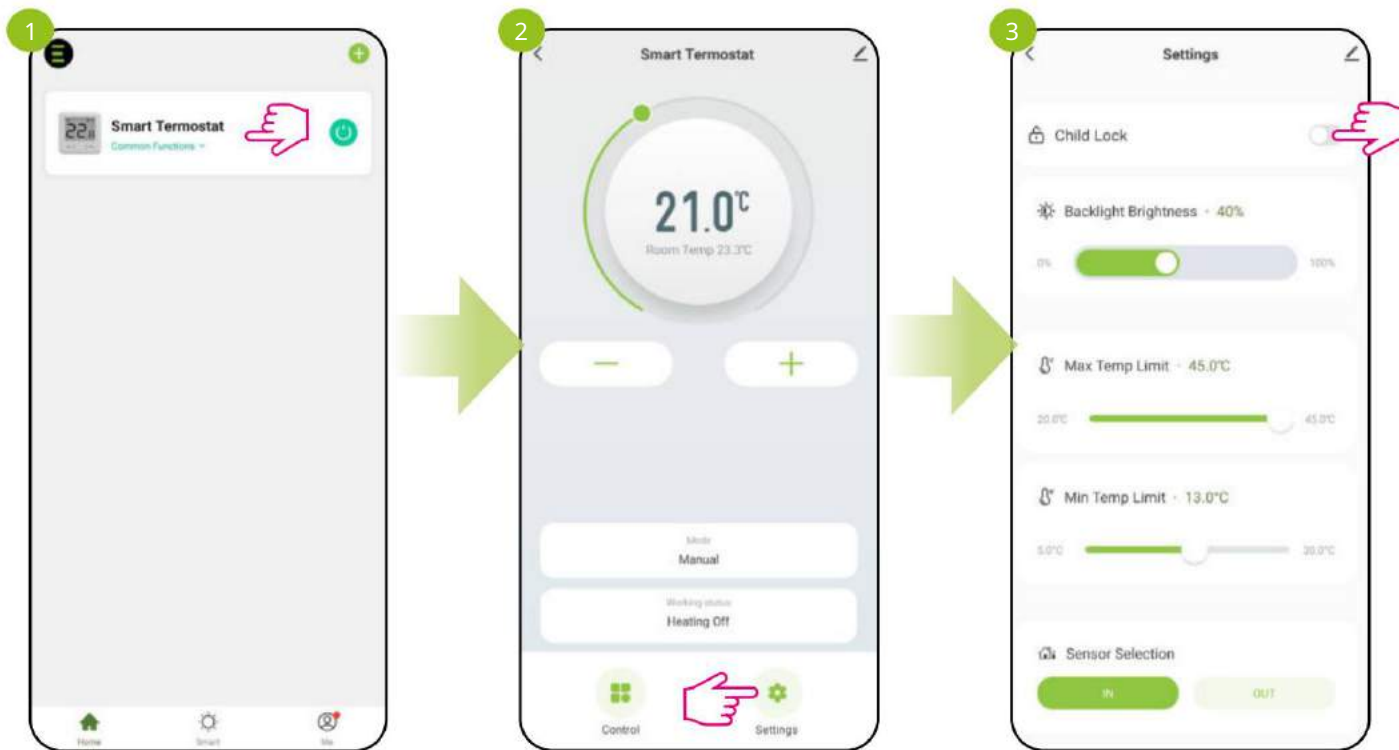 1
22.0
Smart Termostat
Common Functions
Home
Smart
Me
2
Smart Termostat
21.0°C
Room Temp 23.3°C
Mode
Manual
Working status
Heating Off
Control
Settings
3
Settings
Child Lock
Backlight Brightness · 40%
0%
100%
Max Temp Limit · 45.0°C
20.0°C
45.0°C
Min Temp Limit · 13.0°C
5.0°C
20.0°C
Sensor Selection
IN
OUT